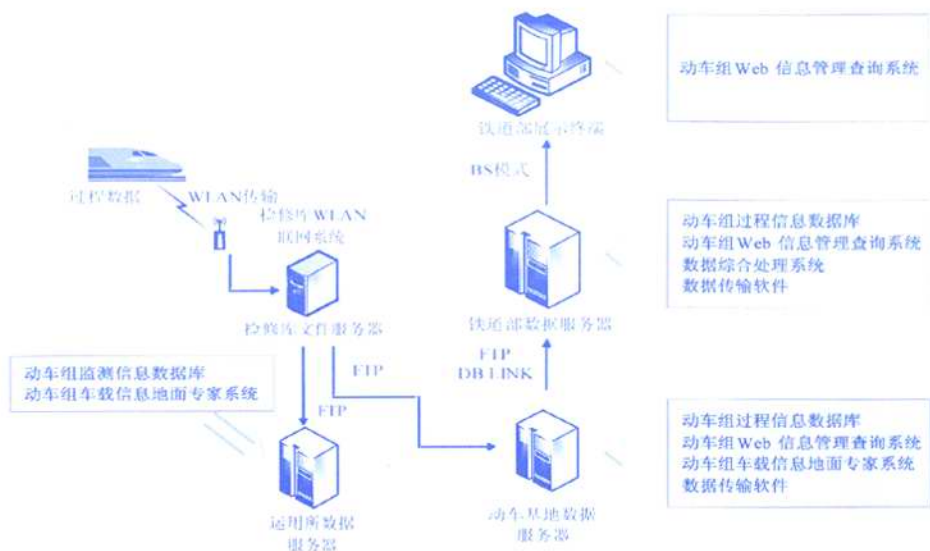 动车组Web 信息管理查询系统
铁道部展示终端
BS模式
过程数据
WLAN传输
检修库WLAN
联网系统
动车组过程信息数据库
动车组Web 信息管理查询系统
数据综合处理系统
数据传输软件
检修库文件服务器
铁道部数据服务器
FTP
DB LINK
FTP
FTP
动车组监测信息数据库
动车组车载信息地面专家系统
动车组过程信息数据库
动车组Web 信息管理查询系统
动车组车载信息地面专家系统
数据传输软件
运用所数据
服务器
动车基地数据
服务器